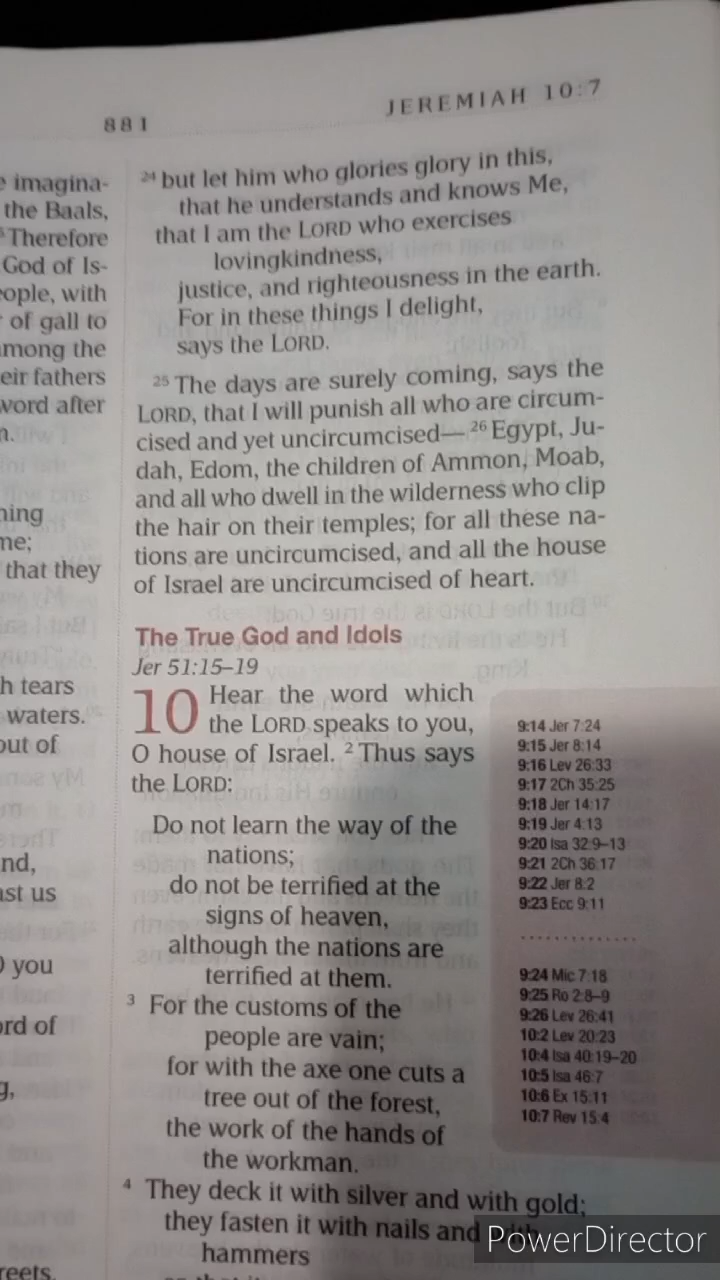 881
JEREMIAH 10:7
e imagina-
the Baals,
Therefore
God of Is-
eople, with
of gall to
mong the
eir fathers
word after
n.
ning
me;
that they
h tears
waters.
out of
nd,
ast us
O you
ord of
g,
reets
24 but let him who glories glory in this,
that he understands and knows Me,
that I am the LORD who exercises
lovingkindness,
justice, and righteousness in the earth.
For in these things I delight,
says the LORD.
25 The days are surely coming, says the
LORD, that I will punish all who are circum-
cised and yet uncircumcised— 26 Egypt, Ju-
dah, Edom, the children of Ammon, Moab,
and all who dwell in the wilderness who clip
the hair on their temples; for all these na-
tions are uncircumcised, and all the house
of Israel are uncircumcised of heart.
The True God and Idols
Jer 51:15–19
10 Hear the word which
the LORD speaks to you,
O house of Israel. 2 Thus says
the LORD:
Do not learn the way of the
nations;
do not be terrified at the
signs of heaven,
although the nations are
terrified at them.
3 For the customs of the
people are vain;
for with the axe one cuts a
tree out of the forest,
the work of the hands of
the workman.
4 They deck it with silver and with gold;
they fasten it with nails and with
hammers
9:14 Jer 7:24
9:15 Jer 8:14
9:16 Lev 26:33
9:17 2Ch 35:25
9:18 Jer 14:17
9:19 Jer 4:13
9:20 Isa 32:9–13
9:21 2Ch 36:17
9:22 Jer 8:2
9:23 Ecc 9:11
9:24 Mic 7:18
9:25 Ro 2:8–9
9:26 Lev 26:41
10:2 Lev 20:23
10:4 Isa 40:19–20
10:5 Isa 46:7
10:6 Ex 15:11
10:7 Rev 15:4
PowerDirector